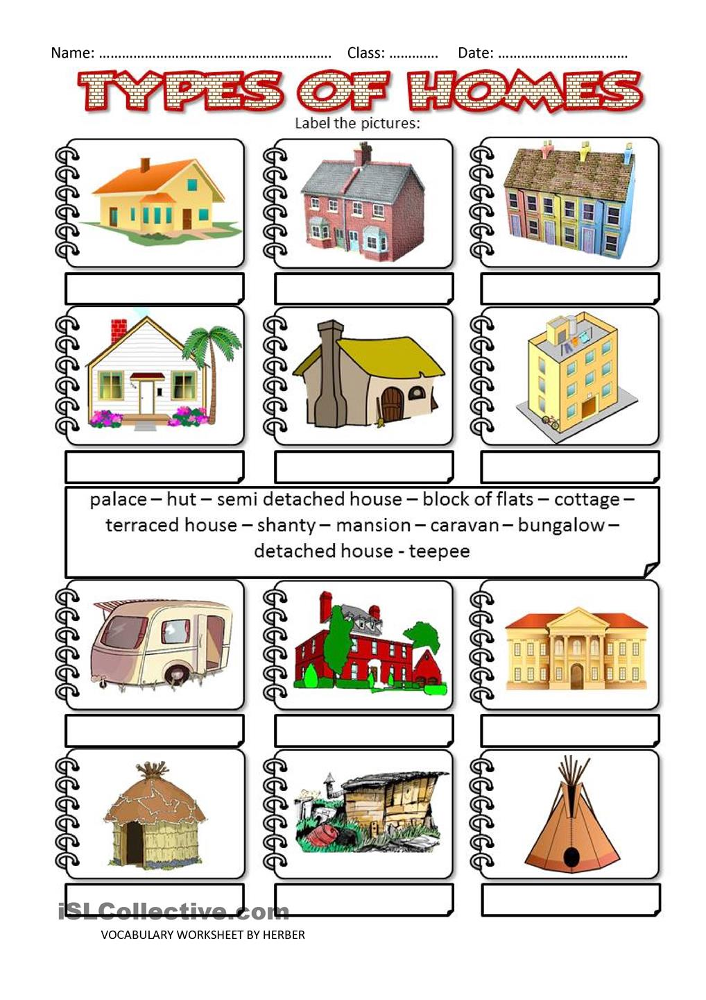 Name: ………………………………………………….. Class: …………. Date: ……………………………
TYPES OF HOMES
Label the pictures:
palace – hut – semi detached house – block of flats – cottage –
terraced house – shanty – mansion – caravan – bungalow –
detached house - teepee
iSLCollective.com
VOCABULARY WORKSHEET BY HERBER